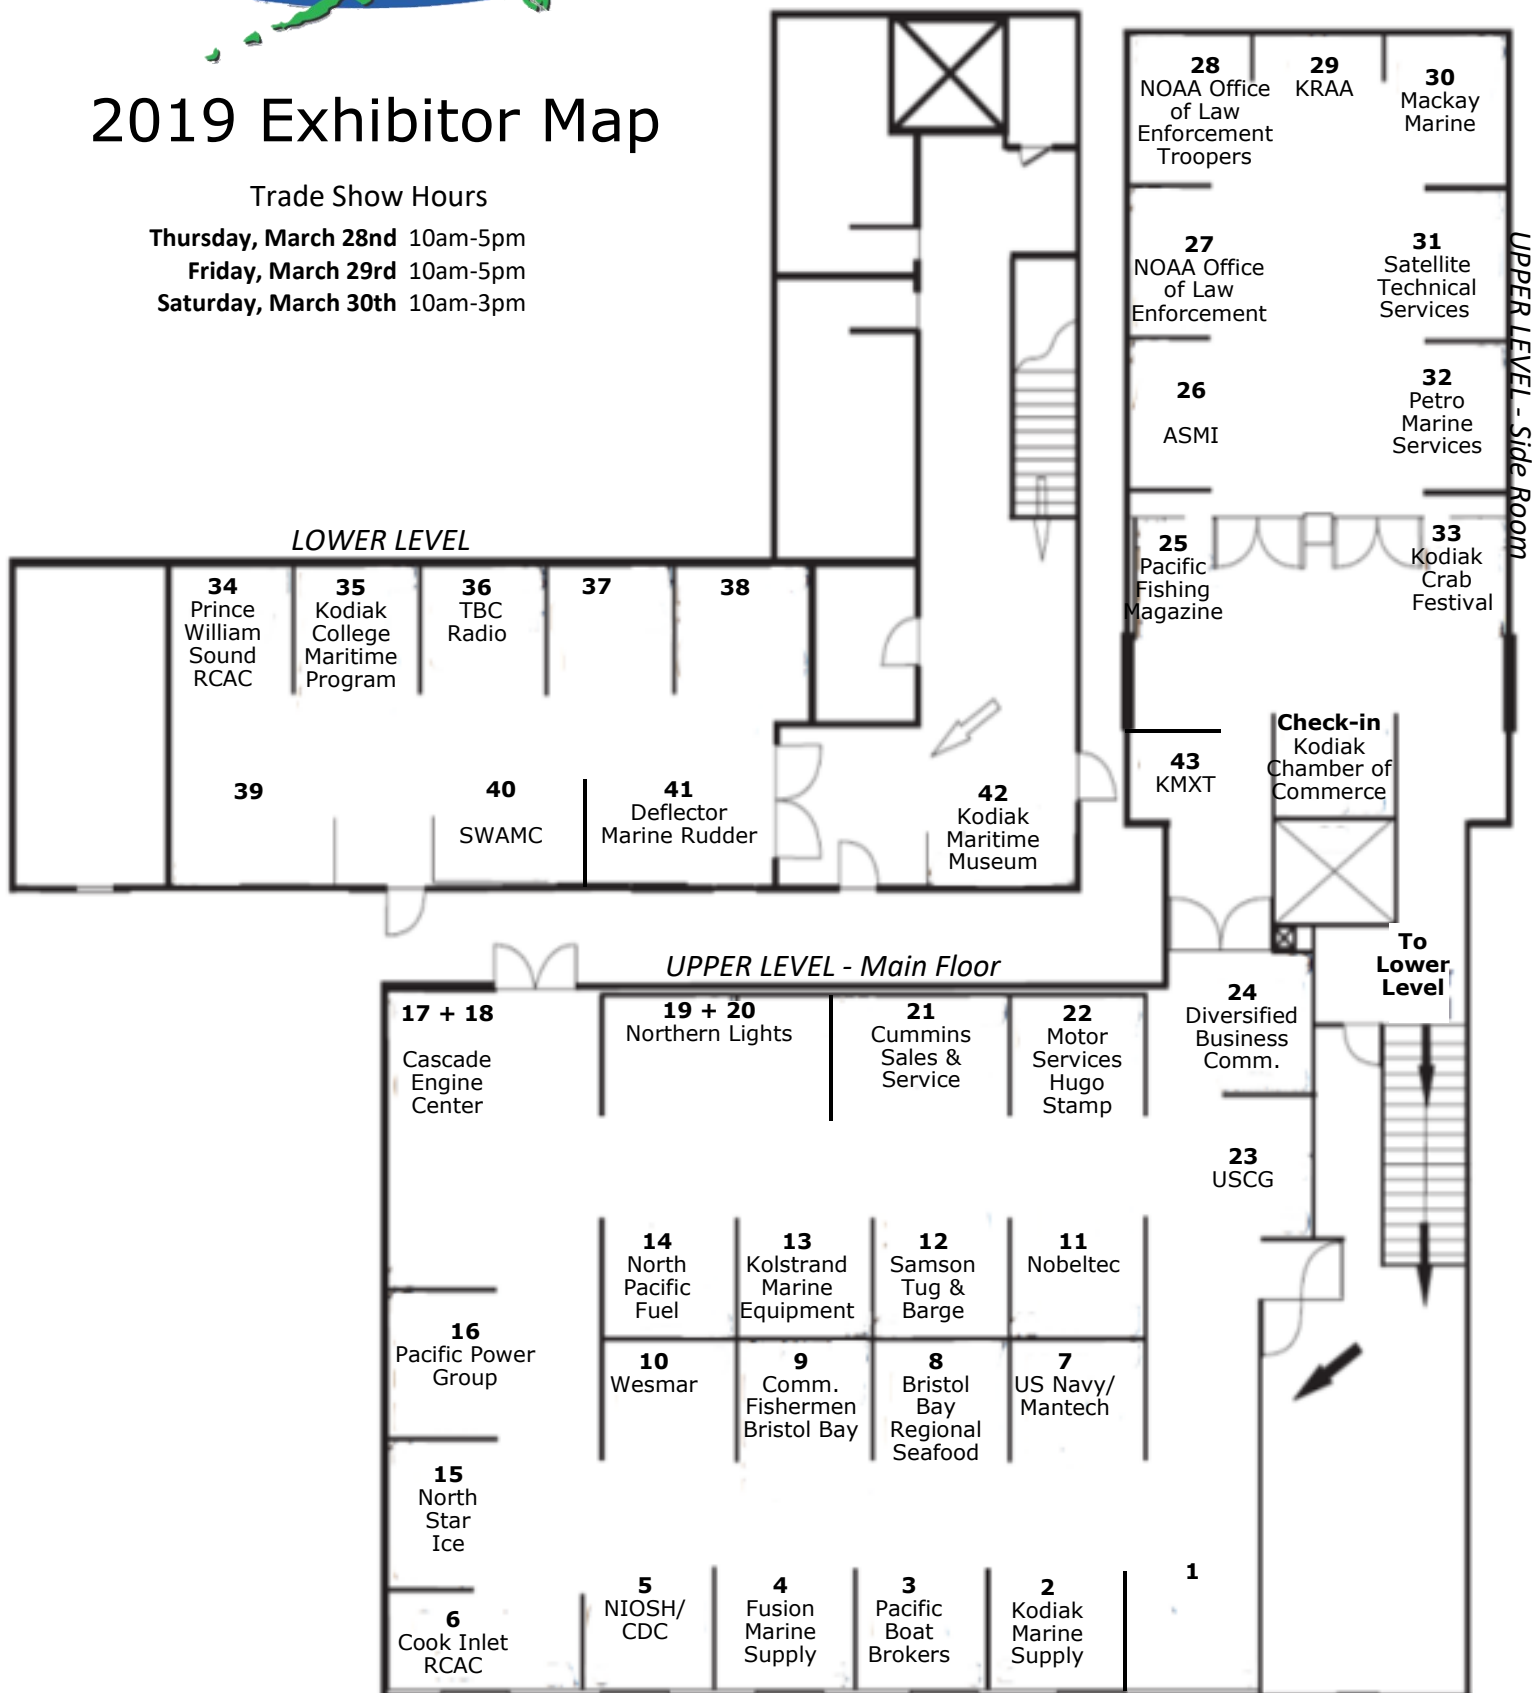 2019 Exhibitor Map
Trade Show Hours
Thursday, March 28nd 10am-5pm
Friday, March 29rd 10am-5pm
Saturday, March 30th 10am-3pm
28
NOAA Office
of Law
Enforcement
Troopers
29
KRAA
30
Mackay
Marine
27
NOAA Office
of Law
Enforcement
31
Satellite
Technical
Services
26
ASMI
32
Petro
Marine
Services
UPPER LEVEL - Side Room
25
Pacific
Fishing
Magazine
33
Kodiak
Crab
Festival
LOWER LEVEL
34
Prince
William
Sound
RCAC
35
Kodiak
College
Maritime
Program
36
TBC
Radio
37
38
39
40
SWAMC
41
Deflector
Marine Rudder
42
Kodiak
Maritime
Museum
43
KMXT
Check-in
Kodiak
Chamber of
Commerce
To
Lower
Level
UPPER LEVEL - Main Floor
17 + 18
Cascade
Engine
Center
19 + 20
Northern Lights
21
Cummins
Sales &
Service
22
Motor
Services
Hugo
Stamp
24
Diversified
Business
Comm.
23
USCG
14
North
Pacific
Fuel
13
Kolstrand
Marine
Equipment
12
Samson
Tug &
Barge
11
Nobeltec
16
Pacific Power
Group
10
Wesmar
9
Comm.
Fishermen
Bristol Bay
8
Bristol
Bay
Regional
Seafood
7
US Navy/
Mantech
15
North
Star
Ice
6
Cook Inlet
RCAC
5
NIOSH/
CDC
4
Fusion
Marine
Supply
3
Pacific
Boat
Brokers
2
Kodiak
Marine
Supply
1